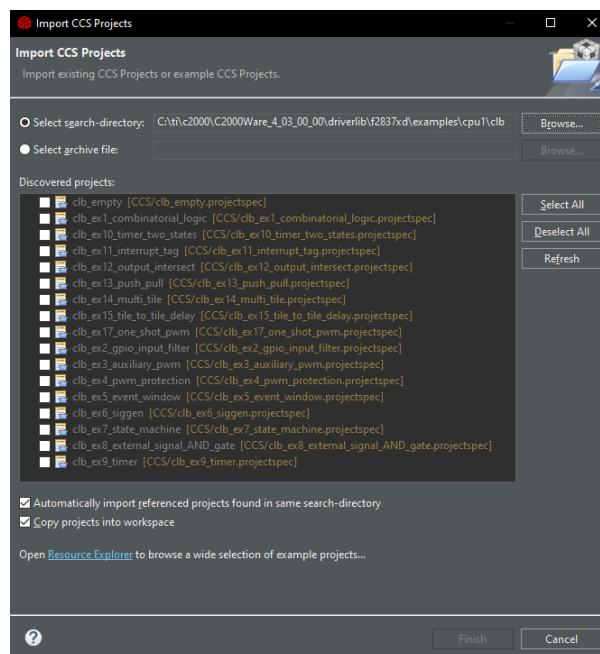 Import CCS Projects
Import CCS Projects
Import existing CCS Projects or example CCS Projects.
Select search-directory: C:\ti\c2000\C2000Ware_4_03_00_00\driverlib\f2837xd\examples\cpu1\clb Browse...
Select archive file: Browse...
Discovered projects:
clb_empty [CCS/clb_empty.projectspec] Select All
clb_ex1_combinatorial_logic [CCS/clb_ex1_combinatorial_logic.projectspec]
clb_ex10_timer_two_states [CCS/clb_ex10_timer_two_states.projectspec] Deselect All
clb_ex11_interrupt_tag [CCS/clb_ex11_interrupt_tag.projectspec]
clb_ex12_output_intersect [CCS/clb_ex12_output_intersect.projectspec] Refresh
clb_ex13_push_pull [CCS/clb_ex13_push_pull.projectspec]
clb_ex14_multi_tile [CCS/clb_ex14_multi_tile.projectspec]
clb_ex15_tile_to_tile_delay [CCS/clb_ex15_tile_to_tile_delay.projectspec]
clb_ex17_one_shot_pwm [CCS/clb_ex17_one_shot_pwm.projectspec]
clb_ex2_gpio_input_filter [CCS/clb_ex2_gpio_input_filter.projectspec]
clb_ex3_auxiliary_pwm [CCS/clb_ex3_auxiliary_pwm.projectspec]
clb_ex4_pwm_protection [CCS/clb_ex4_pwm_protection.projectspec]
clb_ex5_event_window [CCS/clb_ex5_event_window.projectspec]
clb_ex6_siggen [CCS/clb_ex6_siggen.projectspec]
clb_ex7_state_machine [CCS/clb_ex7_state_machine.projectspec]
clb_ex8_external_signal_AND_gate [CCS/clb_ex8_external_signal_AND_gate.projectspec]
clb_ex9_timer [CCS/clb_ex9_timer.projectspec]
Automatically import referenced projects found in same search-directory
Copy projects into workspace
Open Resource Explorer to browse a wide selection of example projects...
? Finish Cancel